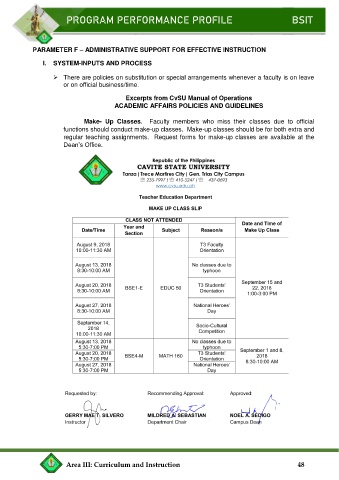 PROGRAM PERFORMANCE PROFILE BSIT
PARAMETER F – ADMINISTRATIVE SUPPORT FOR EFFECTIVE INSTRUCTION
I. SYSTEM-INPUTS AND PROCESS
➢ There are policies on substitution or special arrangements whenever a faculty is on leave
or on official business/time.
Excerpts from CvSU Manual of Operations
ACADEMIC AFFAIRS POLICIES AND GUIDELINES
Make- Up Classes. Faculty members who miss their classes due to official
functions should conduct make-up classes. Make-up classes should be for both extra and
regular teaching assignments. Request forms for make-up classes are available at the
Dean's Office.
Republic of the Philippines
CAVITE STATE UNIVERSITY
Tanza | Trece Martires City | Gen. Trias City Campus
www.cvsu.edu.ph
Teacher Education Department
MAKE UP CLASS SLIP
CLASS NOT ATTENDED
Date and Time of
Make Up Class
Date/Time
Year and
Section
Subject
Reason/s
August 9, 2018
10:00-11:30 AM
T3 Faculty
Orientation
August 13, 2018
8:30-10:00 AM
No classes due to
typhoon
August 20, 2018
8:30-10:00 AM
BSE1-E
EDUC 50
T3 Students'
Orientation
September 15 and
22, 2018
1:00-3:00 PM
August 27, 2018
8:30-10:00 AM
National Heroes'
Day
September 14,
2018
10:00-11:30 AM
Socio-Cultural
Competition
August 13, 2018
5:30-7:00 PM
No classes due to
typhoon
August 20, 2018
5:30-7:00 PM
BSE4-M
MATH 160
T3 Students'
Orientation
September 1 and 8,
2018
8:30-10:00 AM
August 27, 2018
5:30-7:00 PM
National Heroes'
Day
Requested by: Recommending Approval: Approved:
GERRY MAE T. SILVERO MILDRED A. SEBASTIAN NOEL A. SEDIGO
Instructor Department Chair Campus Dean
Area III: Curriculum and Instruction 48